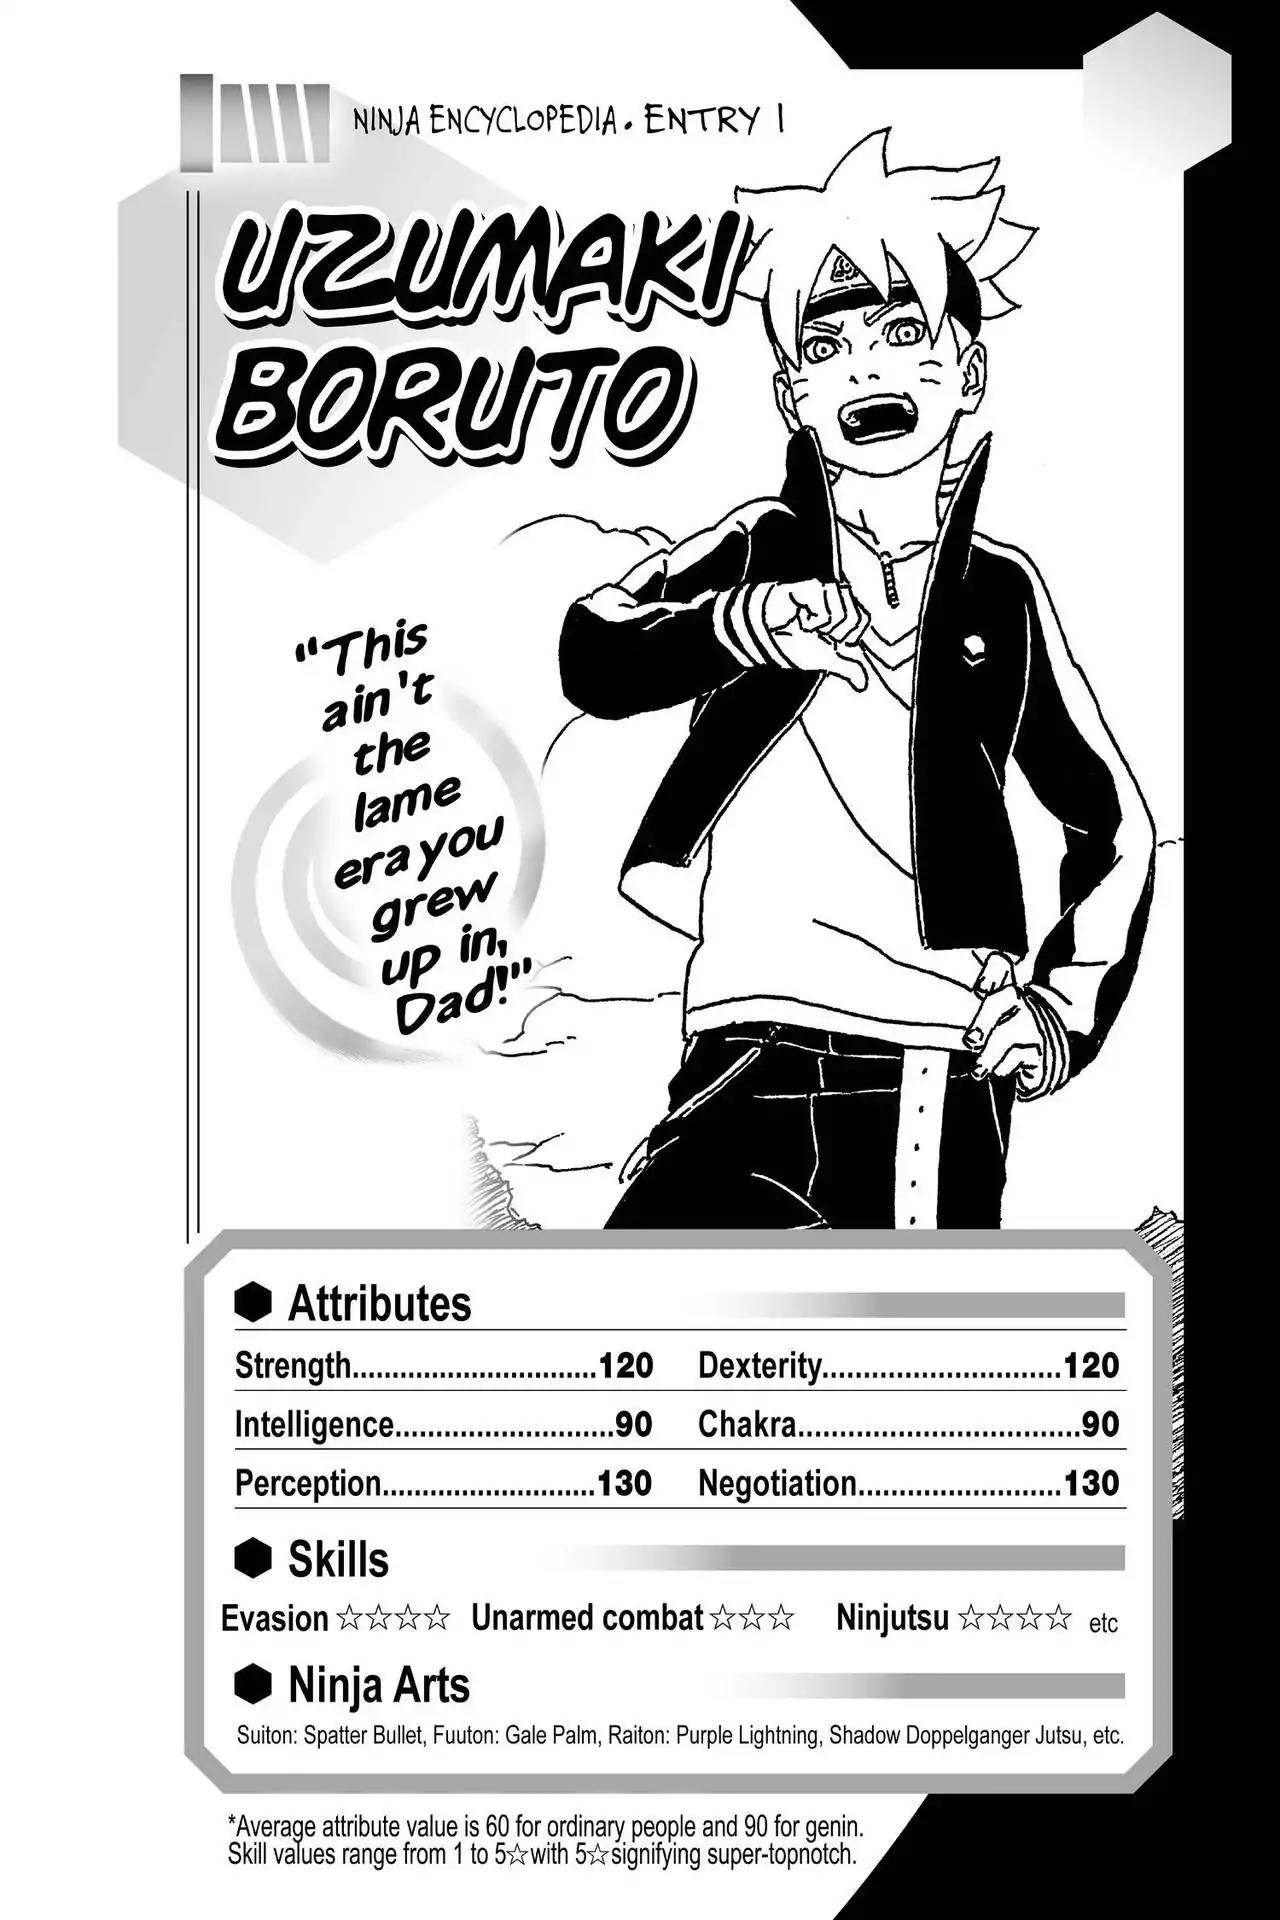 NINJA ENCYCLOPEDIA. ENTRY 1
UZUMAKI
BORUTO
"This
ain't
the
lame
era you
grew
up in,
Dad!"
Attributes
Strength..............................120 Dexterity.............................120
Intelligence...........................90 Chakra..................................90
Perception..........................130 Negotiation.........................130
Skills
Evasion ☆☆☆☆ Unarmed combat ☆☆☆ Ninjutsu ☆☆☆☆ etc
Ninja Arts
Suiton: Spatter Bullet, Fuuton: Gale Palm, Raiton: Purple Lightning, Shadow Doppelganger Jutsu, etc.
*Average attribute value is 60 for ordinary people and 90 for genin.
Skill values range from 1 to 5☆with 5☆signifying super-topnotch.